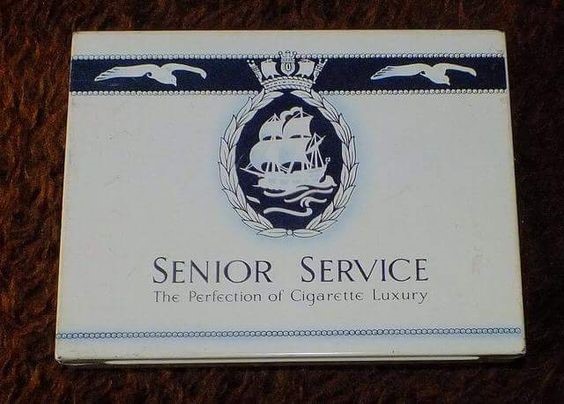 SENIOR SERVICE
The Perfection of Cigarette Luxury